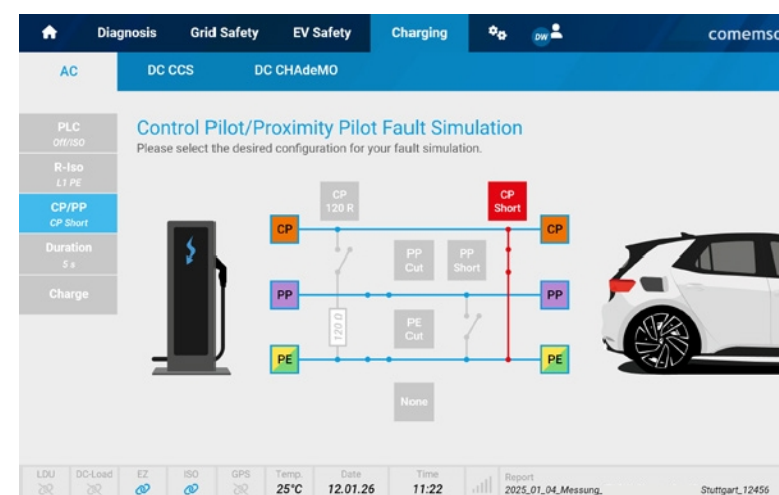 Diagnosis Grid Safety EV Safety Charging DW comemso
AC DC CCS DC CHAdeMO
PLC
Off/ISO
R-Iso
L1 PE
CP/PP
CP Short
Duration
5 s
Charge
Control Pilot/Proximity Pilot Fault Simulation
Please select the desired configuration for your fault simulation.
CP
120 R
CP
Short
CP CP
PP
Cut
PP
Short
PP PP
120 Ω
PE
Cut
PE PE
None
LDU DC-Load EZ ISO GPS Temp. Date Time Report
25°C 12.01.26 11:22 2025_01_04_Messung_ Stuttgart_12456